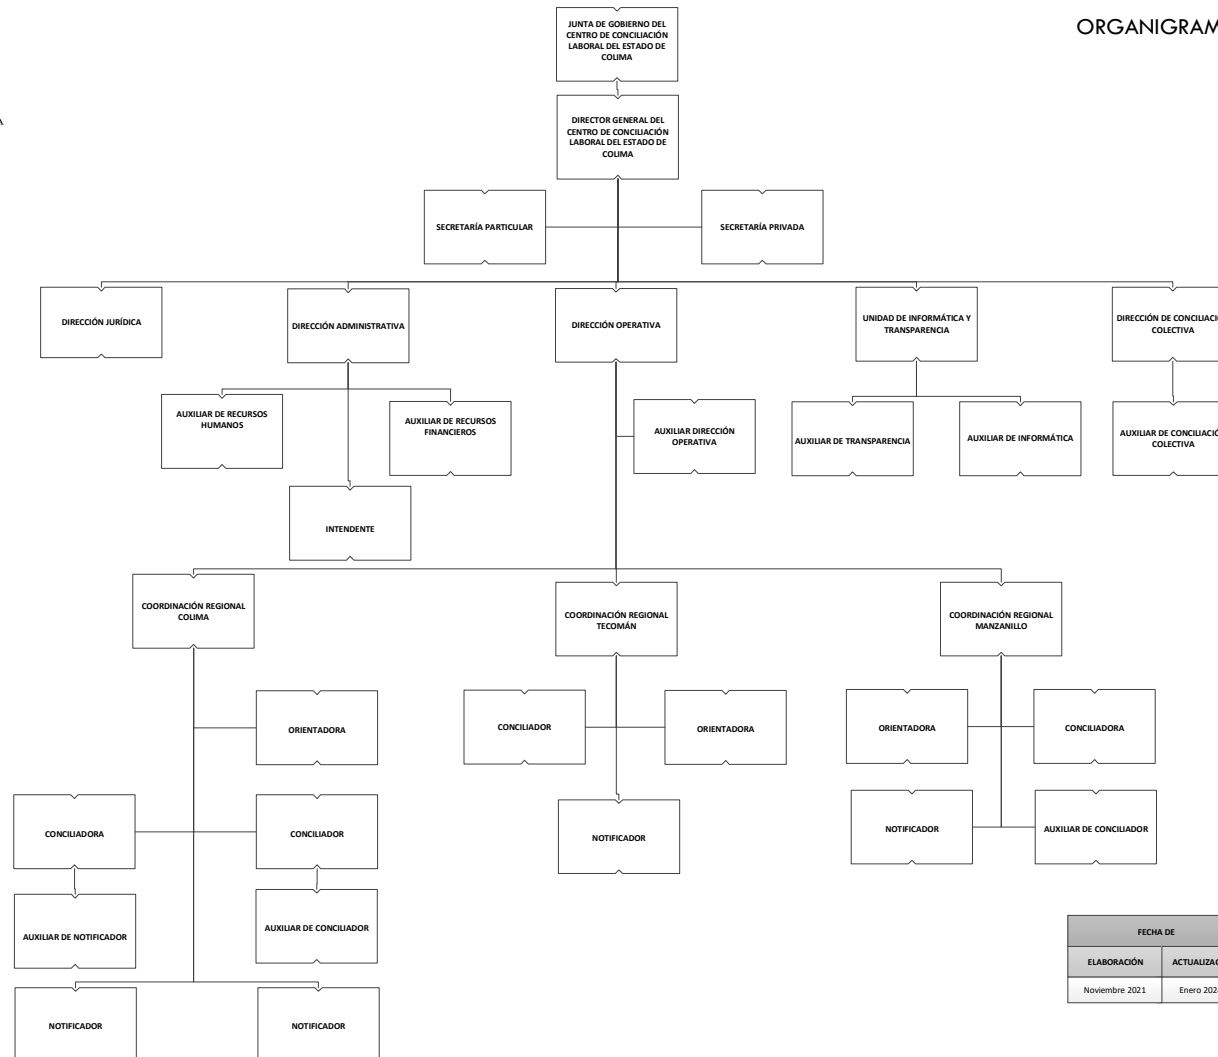 ORGANIGRAM
JUNTA DE GOBIERNO DEL
CENTRO DE CONCILIACIÓN
LABORAL DEL ESTADO DE
COLIMA
A
DIRECTOR GENERAL DEL
CENTRO DE CONCILIACIÓN
LABORAL DEL ESTADO DE
COLIMA
SECRETARÍA PARTICULAR
SECRETARÍA PRIVADA
DIRECCIÓN JURÍDICA
DIRECCIÓN ADMINISTRATIVA
DIRECCIÓN OPERATIVA
UNIDAD DE INFORMÁTICA Y
TRANSPARENCIA
DIRECCIÓN DE CONCILIACI
COLECTIVA
AUXILIAR DE RECURSOS
HUMANOS
AUXILIAR DE RECURSOS
FINANCIEROS
AUXILIAR DIRECCIÓN
OPERATIVA
AUXILIAR DE TRANSPARENCIA
AUXILIAR DE INFORMÁTICA
AUXILIAR DE CONCILIACI
COLECTIVA
INTENDENTE
COORDINACIÓN REGIONAL
COLIMA
COORDINACIÓN REGIONAL
TECOMÁN
COORDINACIÓN REGIONAL
MANZANILLO
ORIENTADORA
CONCILIADOR
ORIENTADORA
ORIENTADORA
CONCILIADORA
CONCILIADORA
CONCILIADOR
NOTIFICADOR
NOTIFICADOR
AUXILIAR DE CONCILIADOR
AUXILIAR DE NOTIFICADOR
AUXILIAR DE CONCILIADOR
NOTIFICADOR
NOTIFICADOR
FECHA DE
ELABORACIÓN
ACTUALIZAC
Noviembre 2021
Enero 202